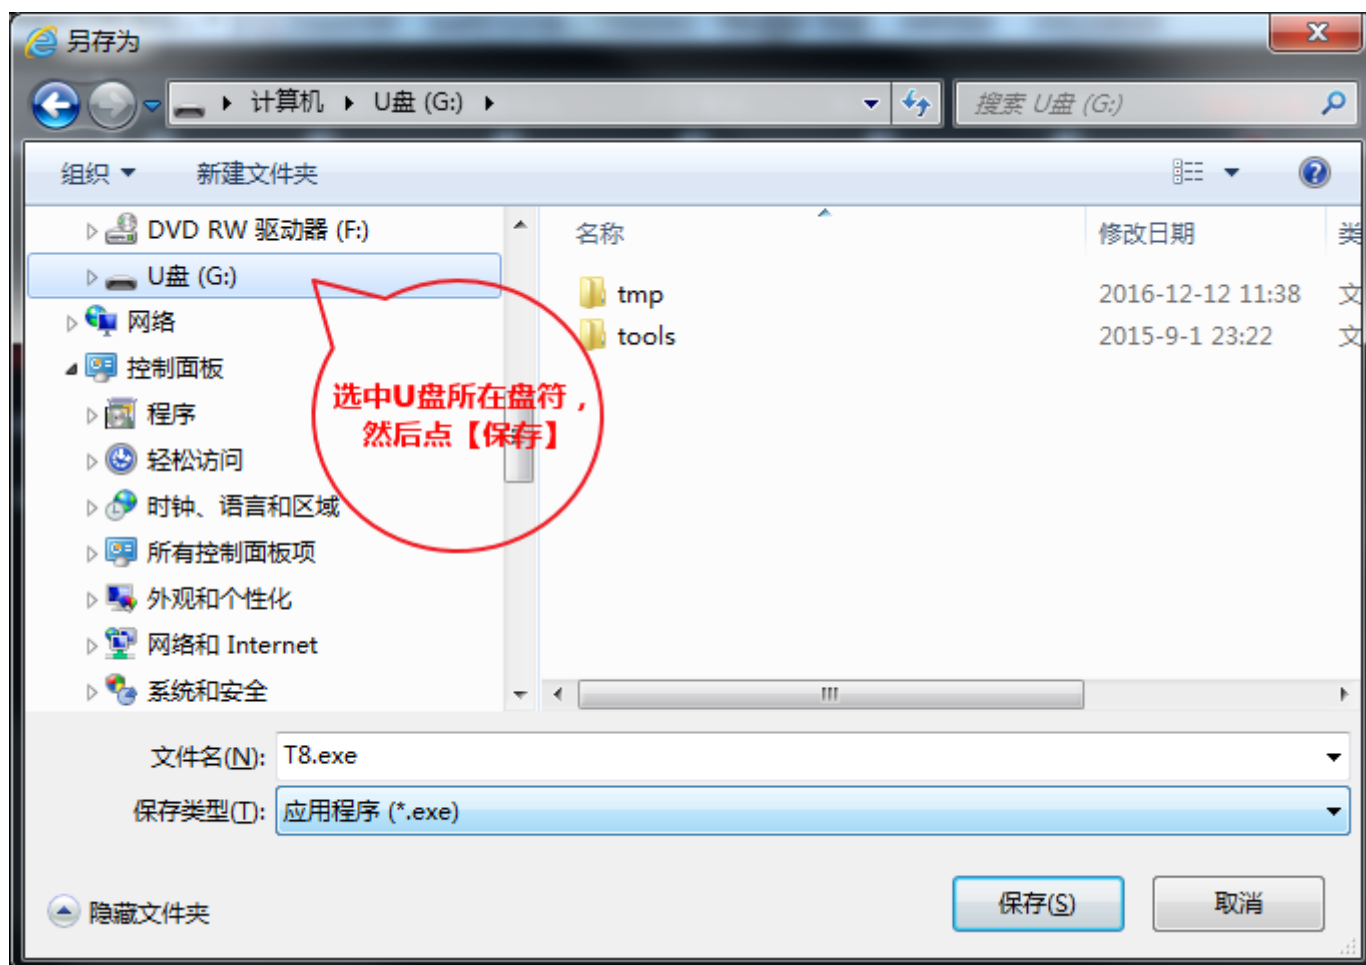 另存为
计算机 U盘 (G:)
搜索 U盘 (G:)
组织 新建文件夹
DVD RW 驱动器 (F:)
U盘 (G:)
网络
控制面板
程序
轻松访问
时钟、语言和区域
所有控制面板项
外观和个性化
网络和 Internet
系统和安全
选中U盘所在盘符，
然后点【保存】
名称 修改日期 类
tmp 2016-12-12 11:38 文
tools 2015-9-1 23:22 文
文件名(N): T8.exe
保存类型(T): 应用程序 (*.exe)
隐藏文件夹
保存(S) 取消